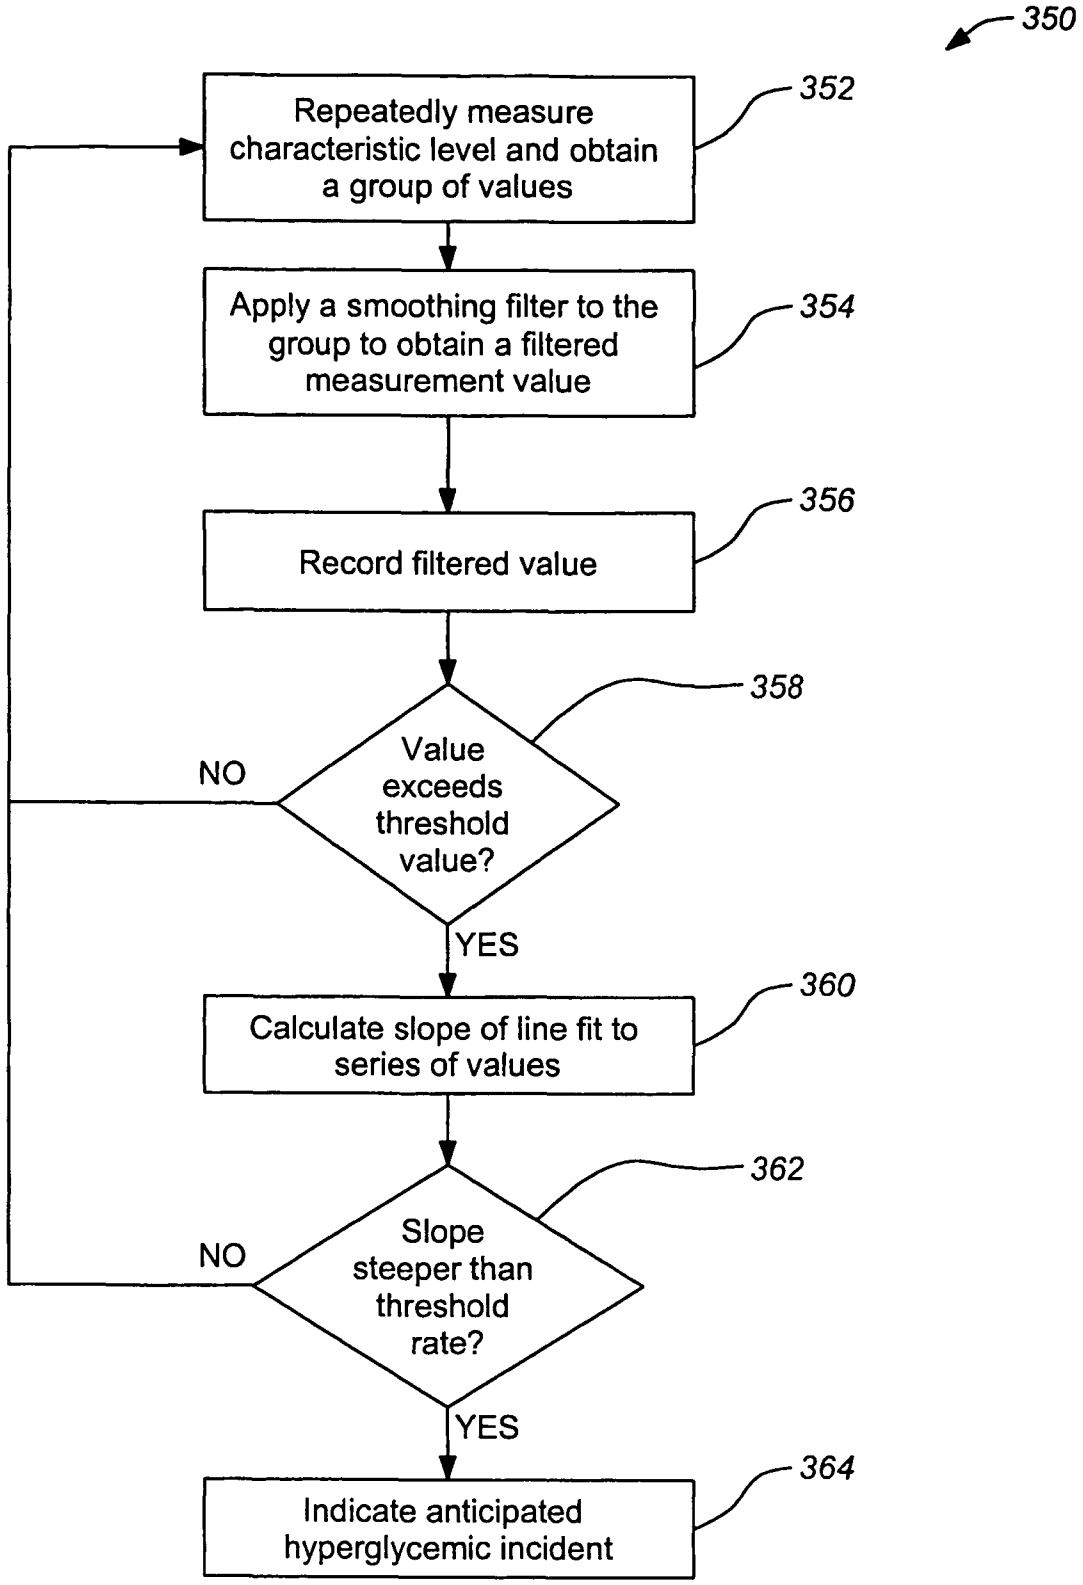 350
Repeatedly measure
characteristic level and obtain
a group of values
352
Apply a smoothing filter to the
group to obtain a filtered
measurement value
354
Record filtered value
356
Value
exceeds
threshold
value?
358
NO
YES
Calculate slope of line fit to
series of values
360
Slope
steeper than
threshold
rate?
362
NO
YES
Indicate anticipated
hyperglycemic incident
364